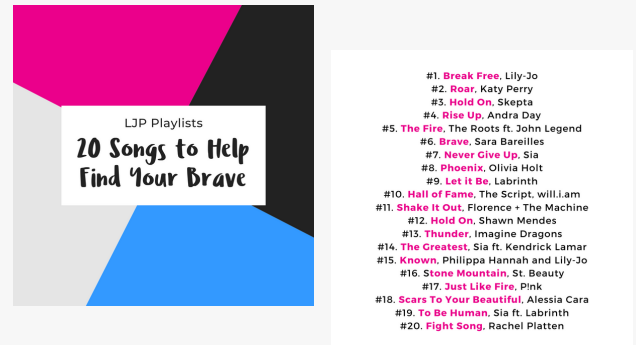 LJP Playlists
20 Songs to Help
Find Your Brave
#1. Break Free, Lily-Jo
#2. Roar, Katy Perry
#3. Hold On, Skepta
#4. Rise Up, Andra Day
#5. The Fire, The Roots ft. John Legend
#6. Brave, Sara Bareilles
#7. Never Give Up, Sia
#8. Phoenix, Olivia Holt
#9. Let it Be, Labrinth
#10. Hall of Fame, The Script, will.i.am
#11. Shake It Out, Florence + The Machine
#12. Hold On, Shawn Mendes
#13. Thunder, Imagine Dragons
#14. The Greatest, Sia ft. Kendrick Lamar
#15. Known, Philippa Hannah and Lily-Jo
#16. Stone Mountain, St. Beauty
#17. Just Like Fire, P!nk
#18. Scars To Your Beautiful, Alessia Cara
#19. To Be Human, Sia ft. Labrinth
#20. Fight Song, Rachel Platten